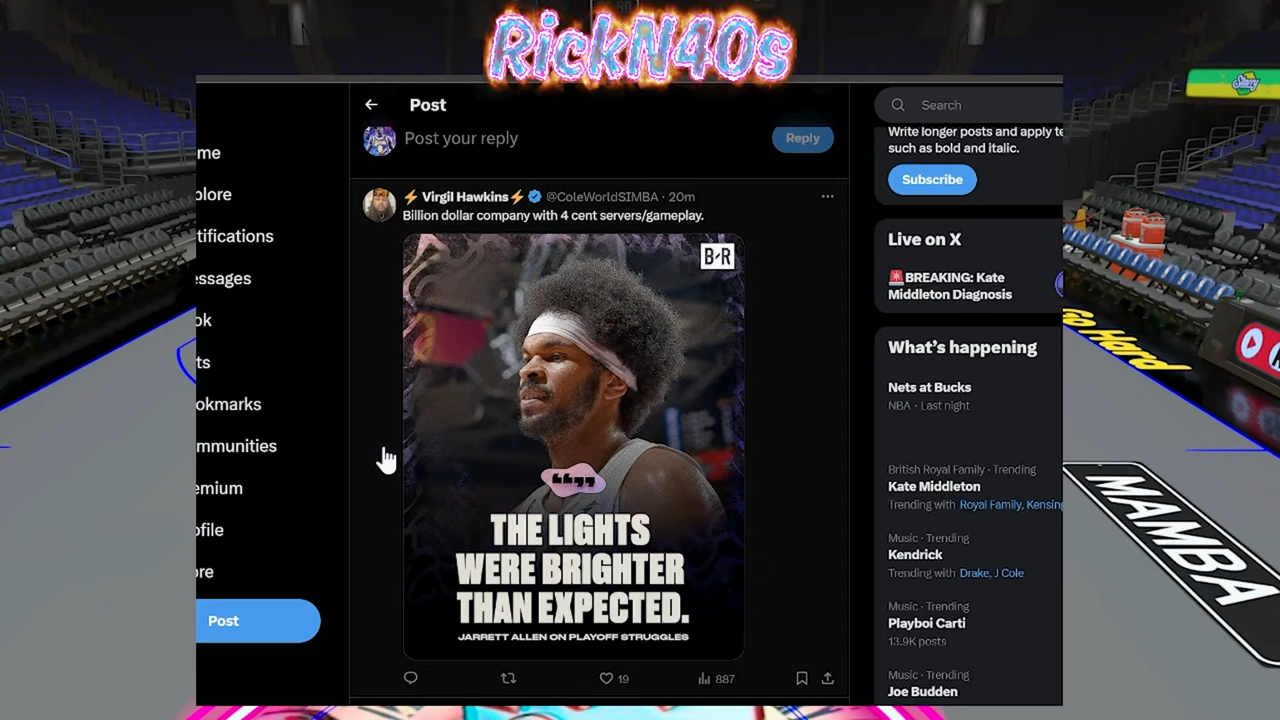 RickN40s
Post
Search
Post your reply
Reply
Write longer posts and apply te
such as bold and italic.
Subscribe
me
plore
tifications
essages
ok
ts
okmarks
mmunities
emium
ofile
ore
Post
⚡ Virgil Hawkins⚡ @ColeWorldSIMBA · 20m
Billion dollar company with 4 cent servers/gameplay.
B/R
THE LIGHTS
WERE BRIGHTER
THAN EXPECTED.
JARRETT ALLEN ON PLAYOFF STRUGGLES
19
887
Live on X
🚨BREAKING: Kate
Middleton Diagnosis
What's happening
Nets at Bucks
NBA · Last night
British Royal Family · Trending
Kate Middleton
Trending with Royal Family, Kensing
Music · Trending
Kendrick
Trending with Drake, J Cole
Music · Trending
Playboi Carti
13.9K posts
Music · Trending
Joe Budden
Go Hard
MAMBA